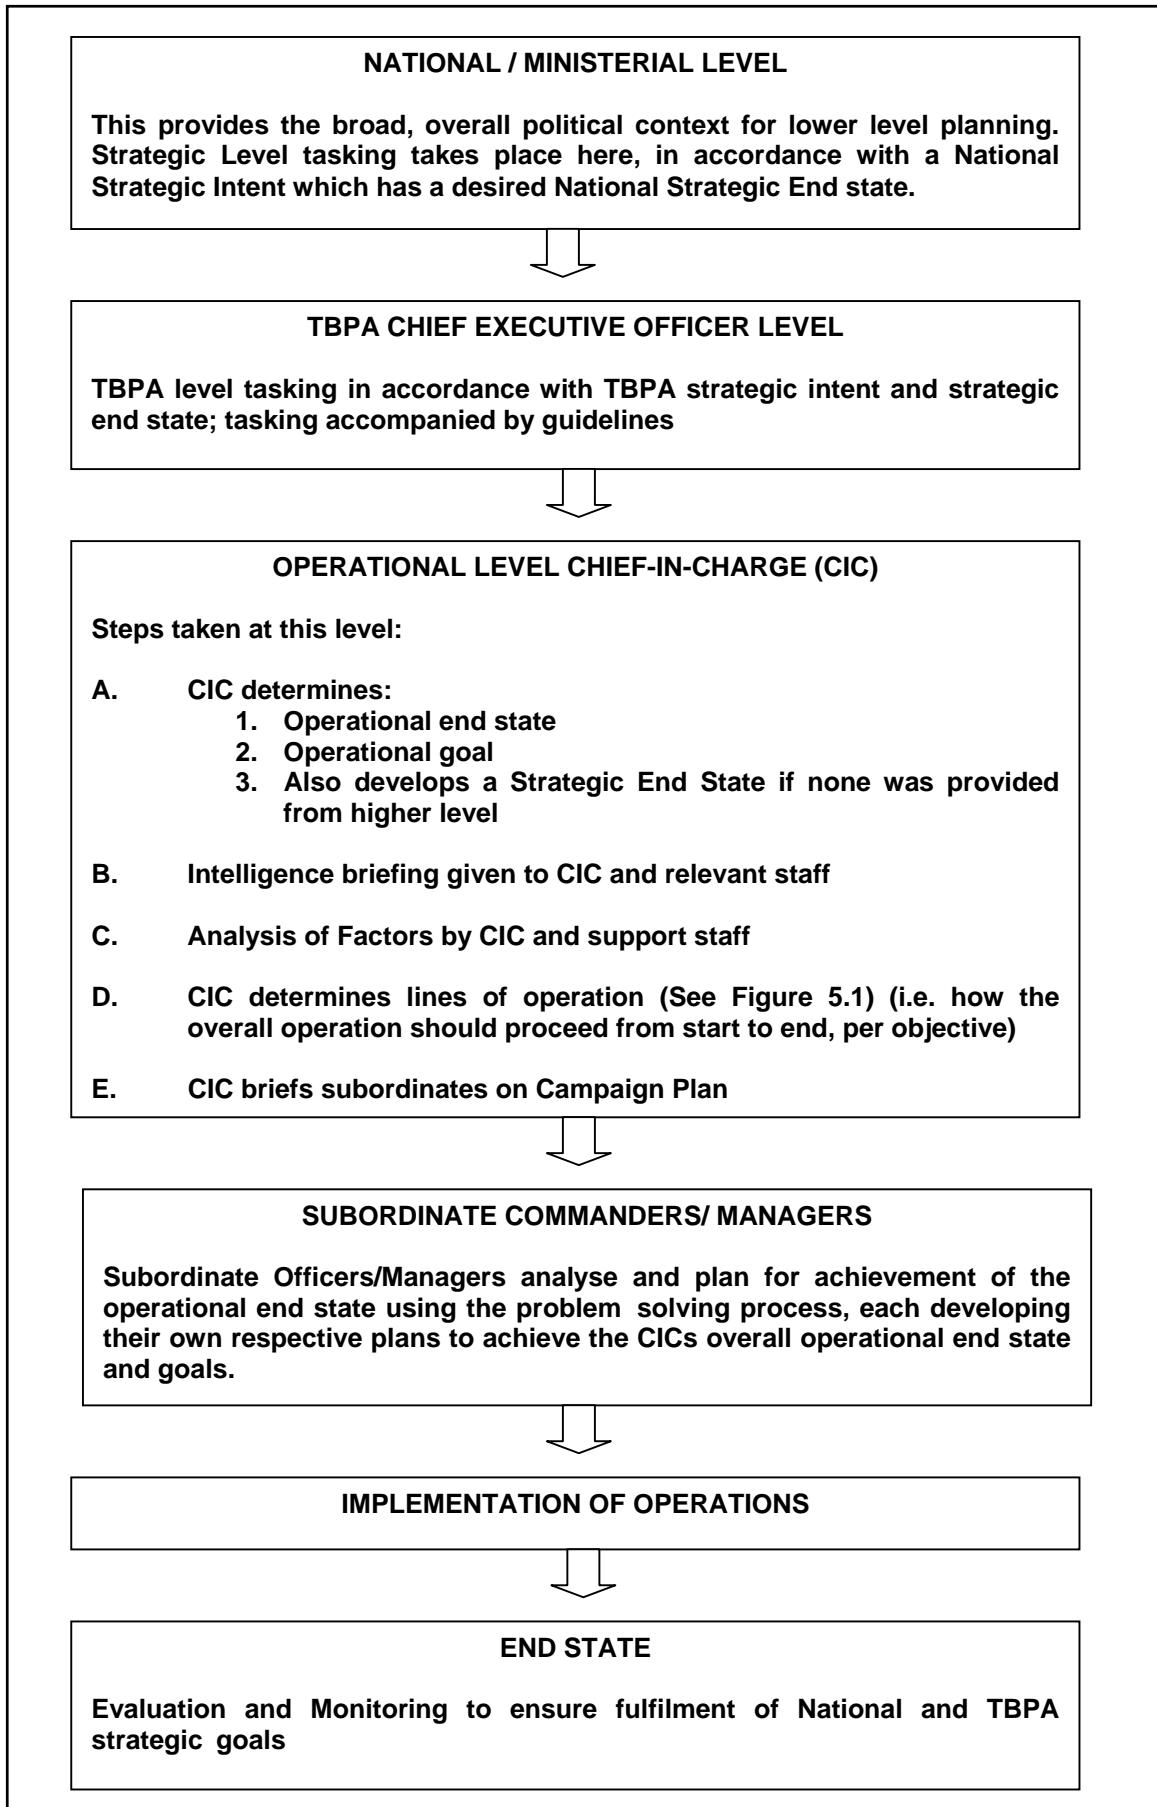 NATIONAL / MINISTERIAL LEVEL
This provides the broad, overall political context for lower level planning.
Strategic Level tasking takes place here, in accordance with a National
Strategic Intent which has a desired National Strategic End state.
TBPA CHIEF EXECUTIVE OFFICER LEVEL
TBPA level tasking in accordance with TBPA strategic intent and strategic
end state; tasking accompanied by guidelines
OPERATIONAL LEVEL CHIEF-IN-CHARGE (CIC)
Steps taken at this level:
A. CIC determines:
1. Operational end state
2. Operational goal
3. Also develops a Strategic End State if none was provided
from higher level
B. Intelligence briefing given to CIC and relevant staff
C. Analysis of Factors by CIC and support staff
D. CIC determines lines of operation (See Figure 5.1) (i.e. how the
overall operation should proceed from start to end, per objective)
E. CIC briefs subordinates on Campaign Plan
SUBORDINATE COMMANDERS/ MANAGERS
Subordinate Officers/Managers analyse and plan for achievement of the
operational end state using the problem solving process, each developing
their own respective plans to achieve the CICs overall operational end state
and goals.
IMPLEMENTATION OF OPERATIONS
END STATE
Evaluation and Monitoring to ensure fulfilment of National and TBPA
strategic goals